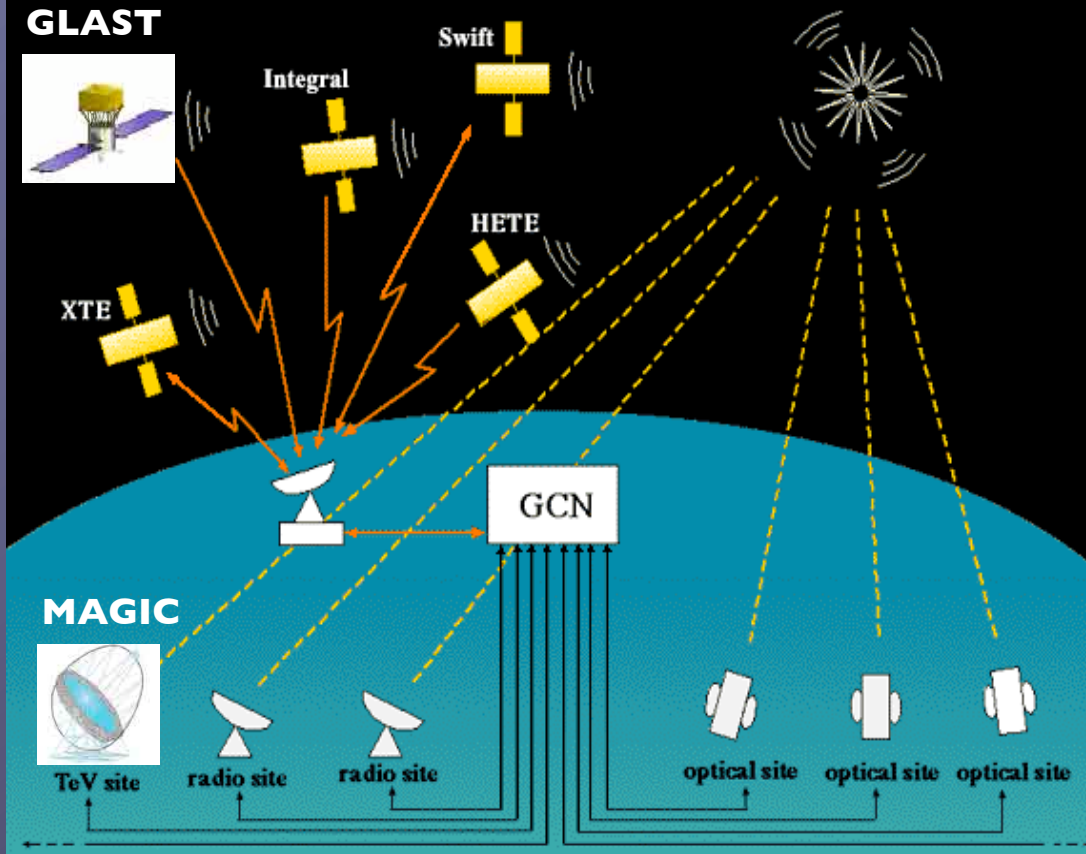 GLAST
Swift
Integral
HETE
XTE
GCN
MAGIC
TeV site
radio site
radio site
optical site
optical site
optical site